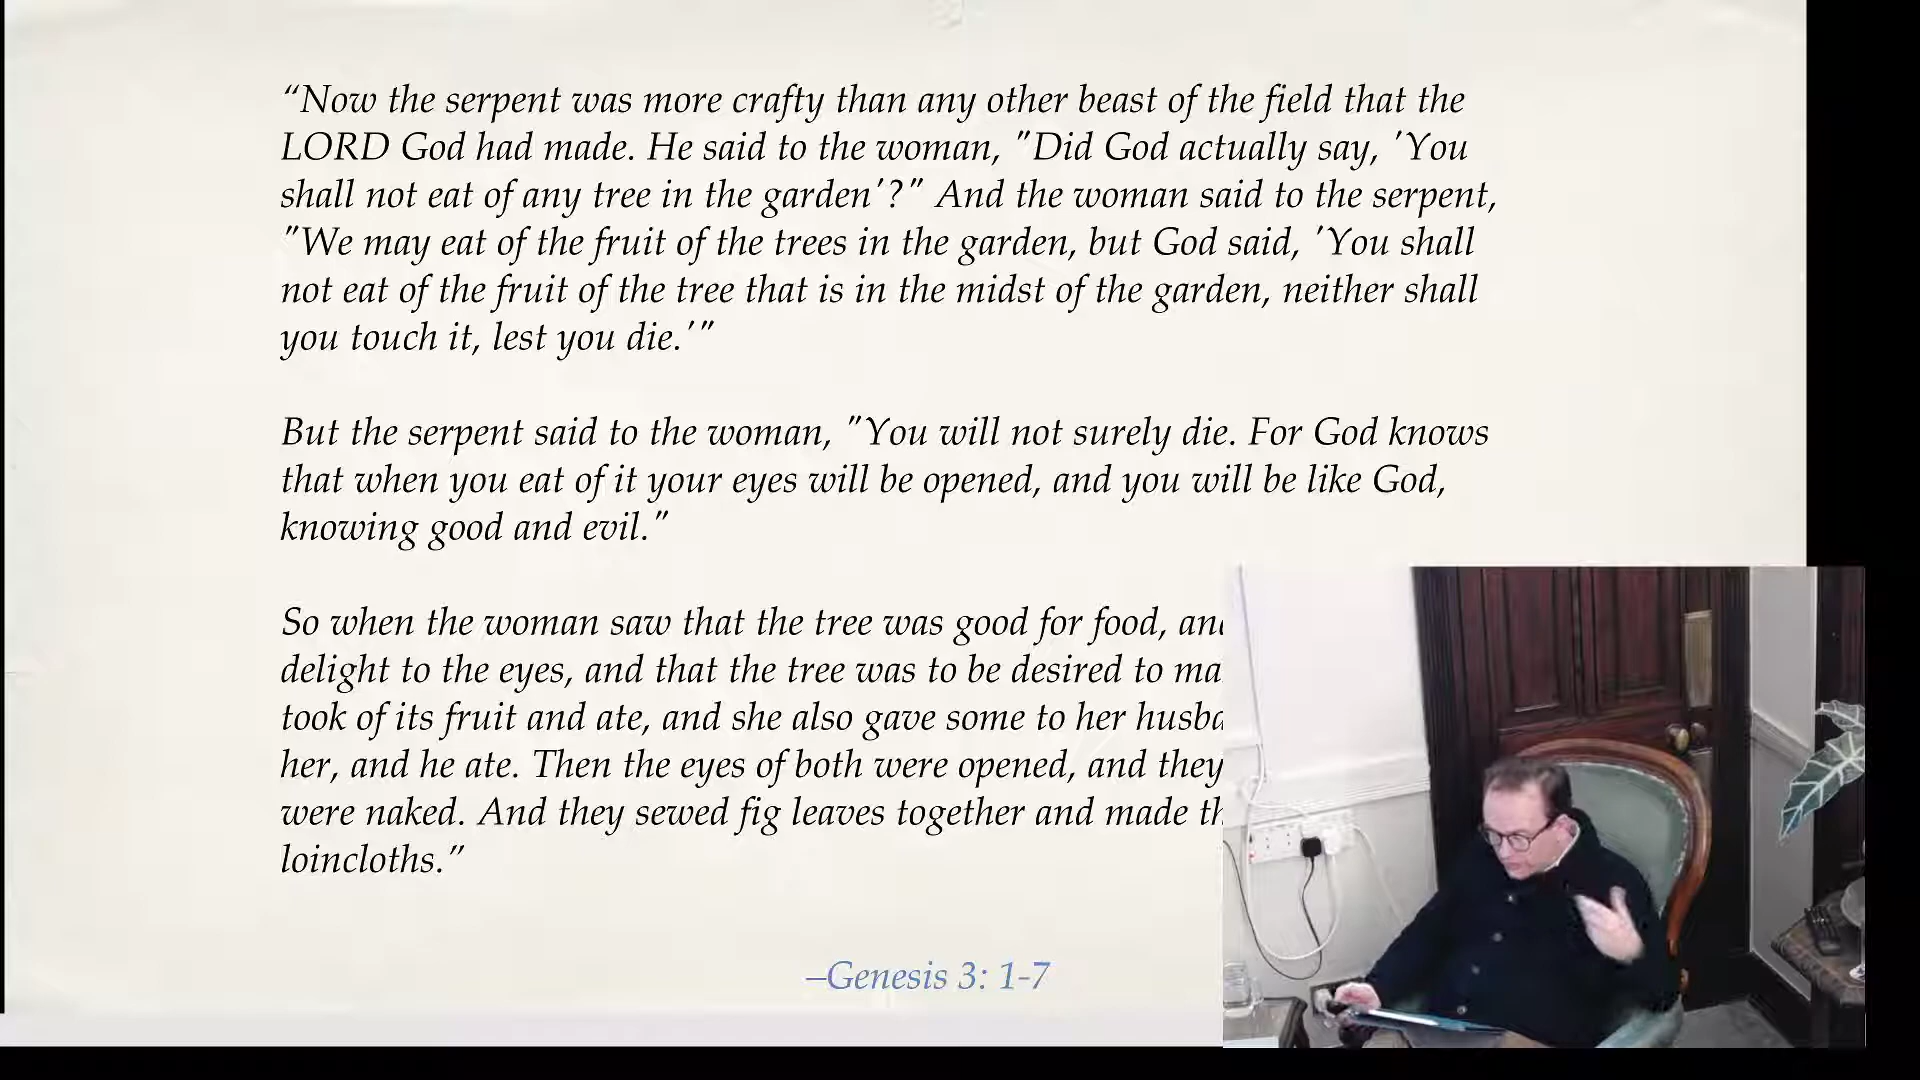 “Now the serpent was more crafty than any other beast of the field that the
LORD God had made. He said to the woman, "Did God actually say, 'You
shall not eat of any tree in the garden'?" And the woman said to the serpent,
"We may eat of the fruit of the trees in the garden, but God said, 'You shall
not eat of the fruit of the tree that is in the midst of the garden, neither shall
you touch it, lest you die.'"
But the serpent said to the woman, "You will not surely die. For God knows
that when you eat of it your eyes will be opened, and you will be like God,
knowing good and evil."
So when the woman saw that the tree was good for food,
delight to the eyes, and that the tree was to be desired to
took of its fruit and ate, and she also gave some to her
her, and he ate. Then the eyes of both were opened, and they
were naked. And they sewed fig leaves together and made
loincloths.”
–Genesis 3: 1-7